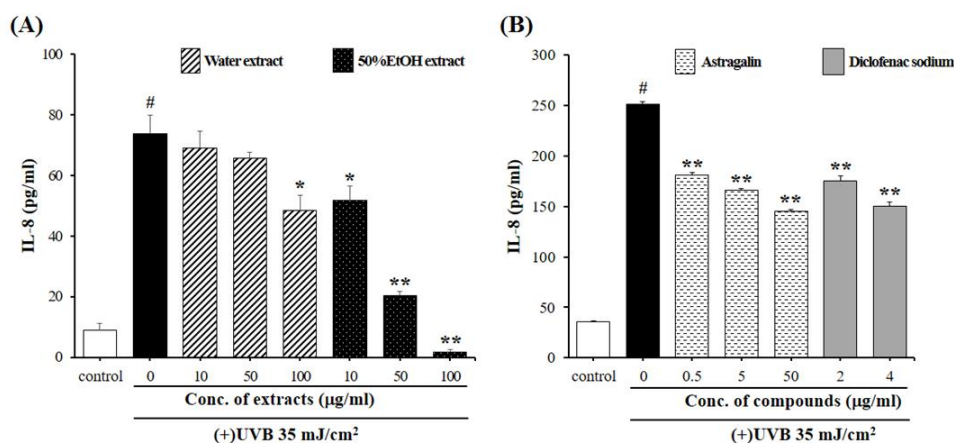 (A)
Water extract 50%EtOH extract
IL-8 (pg/ml)
100
80
60
40
20
0
#
*
*
**
**
control 0 10 50 100 10 50 100
Conc. of extracts (μg/ml)
(+)UVB 35 mJ/cm²
(B)
Astragalin Diclofenac sodium
IL-8 (pg/ml)
300
250
200
150
100
50
0
#
**
**
**
**
**
control 0 0.5 5 50 2 4
Conc. of compounds (μg/ml)
(+)UVB 35 mJ/cm²